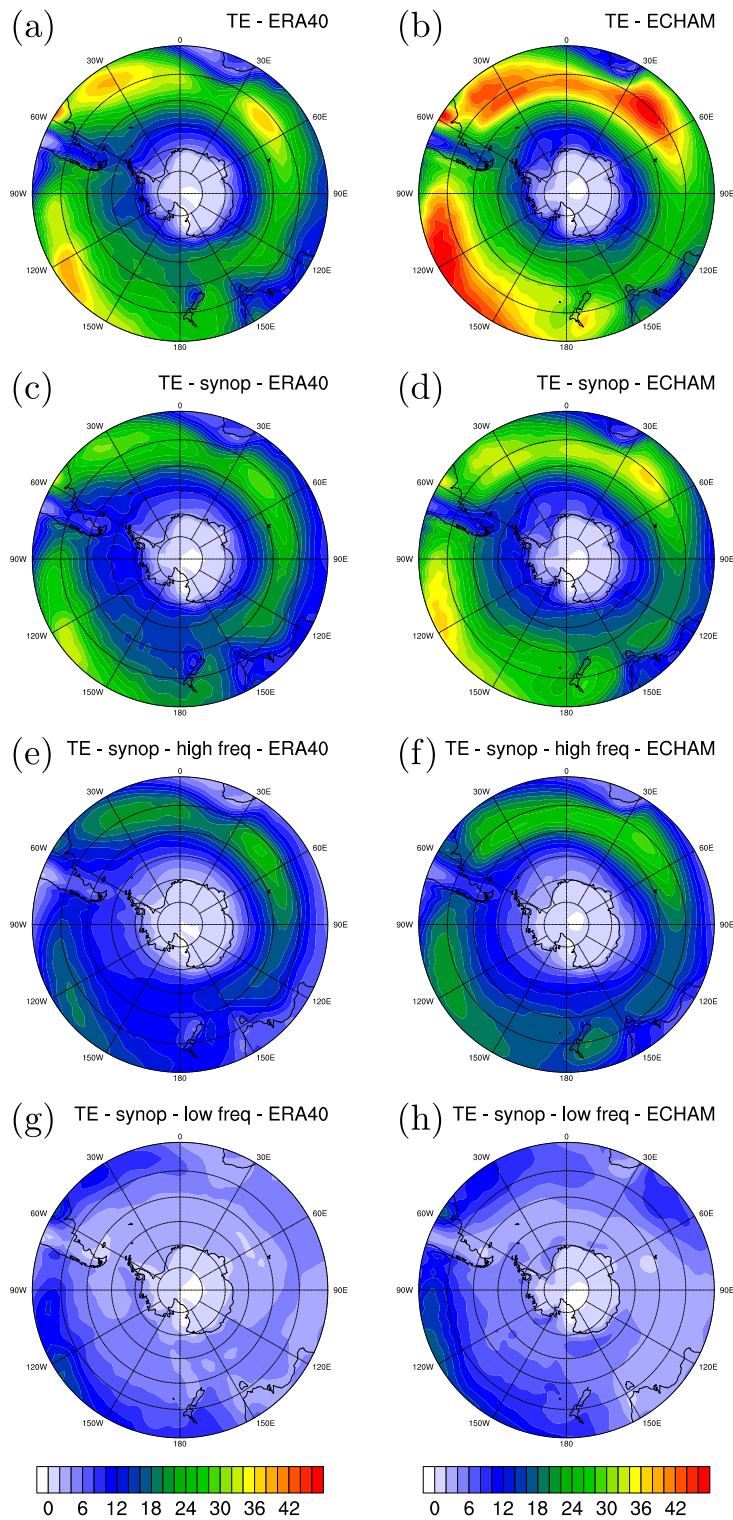 (a) TE - ERA40
(b) TE - ECHAM
0
30W
30E
60W
60E
90W
90E
120W
120E
150W
150E
180
0
30W
30E
60W
60E
90W
90E
120W
120E
150W
150E
180
(c) TE - synop - ERA40
(d) TE - synop - ECHAM
0
30W
30E
60W
60E
90W
90E
120W
120E
150W
150E
180
0
30W
30E
60W
60E
90W
90E
120W
120E
150W
150E
180
(e) TE - synop - high freq - ERA40
(f) TE - synop - high freq - ECHAM
0
30W
30E
60W
60E
90W
90E
120W
120E
150W
150E
180
0
30W
30E
60W
60E
90W
90E
120W
120E
150W
150E
180
(g) TE - synop - low freq - ERA40
(h) TE - synop - low freq - ECHAM
0
30W
30E
60W
60E
90W
90E
120W
120E
150W
150E
180
0
30W
30E
60W
60E
90W
90E
120W
120E
150W
150E
180
0 6 12 18 24 30 36 42
0 6 12 18 24 30 36 42